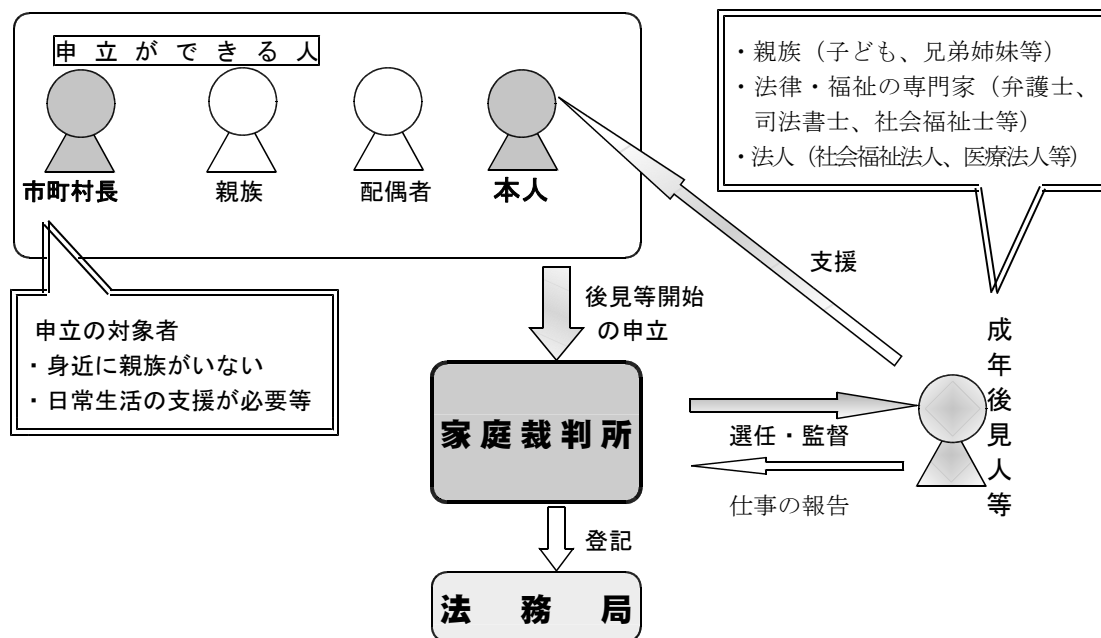 申立ができる人
市町村長
親族
配偶者
本人
・親族（子ども、兄弟姉妹等）
・法律・福祉の専門家（弁護士、
司法書士、社会福祉士等）
・法人（社会福祉法人、医療法人等）
申立の対象者
・身近に親族がいない
・日常生活の支援が必要等
後見等開始
の申立
支援
家庭裁判所
選任・監督
仕事の報告
成年後見人等
登記
法務局